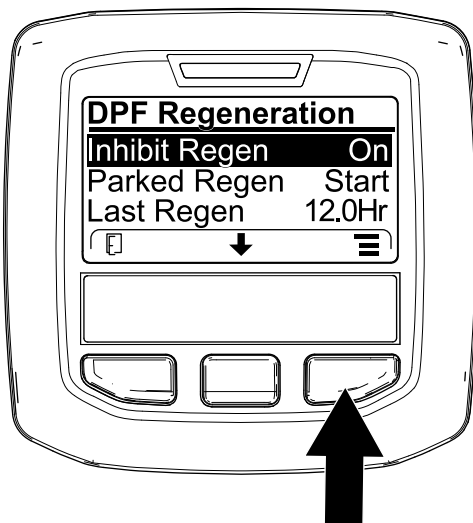 DPF Regeneration
Inhibit Regen On
Parked Regen Start
Last Regen 12.0Hr